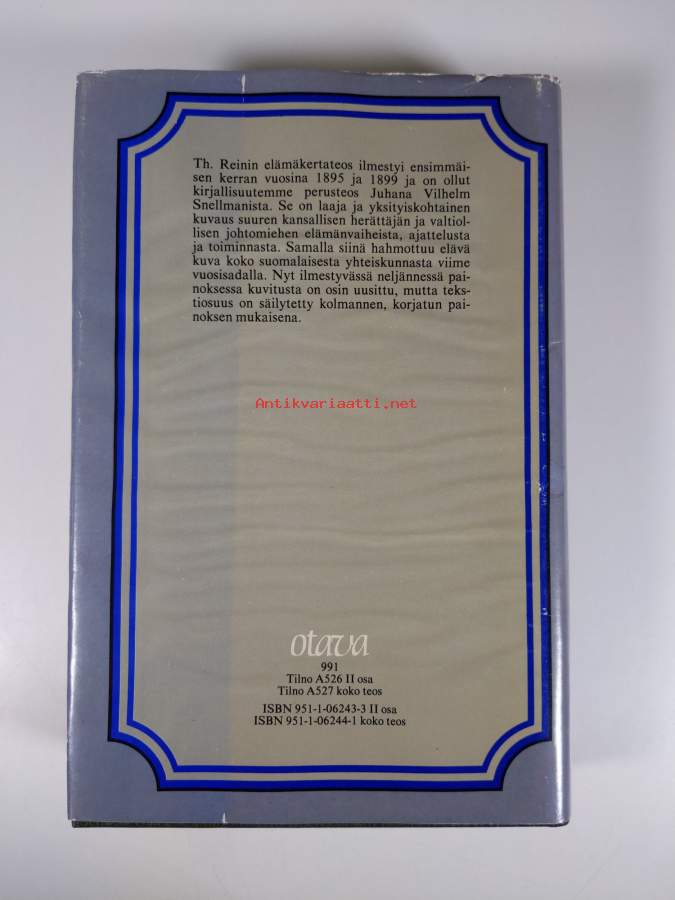 Th. Reinin elämäkertateos ilmestyi ensimmäi-
sen kerran vuosina 1895 ja 1899 ja on ollut
kirjallisuutemme perusteos Juhana Vilhelm
Snellmanista. Se on laaja ja yksityiskohtainen
kuvaus suuren kansallisen herättäjän ja valtiol-
lisen johtomiehen elämänvaiheista, ajattelusta
ja toiminnasta. Samalla siinä hahmottuu elävä
kuva koko suomalaisesta yhteiskunnasta viime
vuosisadalla. Nyt ilmestyvässä neljännessä pai-
noksessa kuvitusta on osin uusittu, mutta teks-
tiosuus on säilytetty kolmannen, korjatun pai-
noksen mukaisena.
Antikvariaatti.net
otava
991
Tilno A526 II osa
Tilno A527 koko teos
ISBN 951-1-06243-3 II osa
ISBN 951-1-06244-1 koko teos